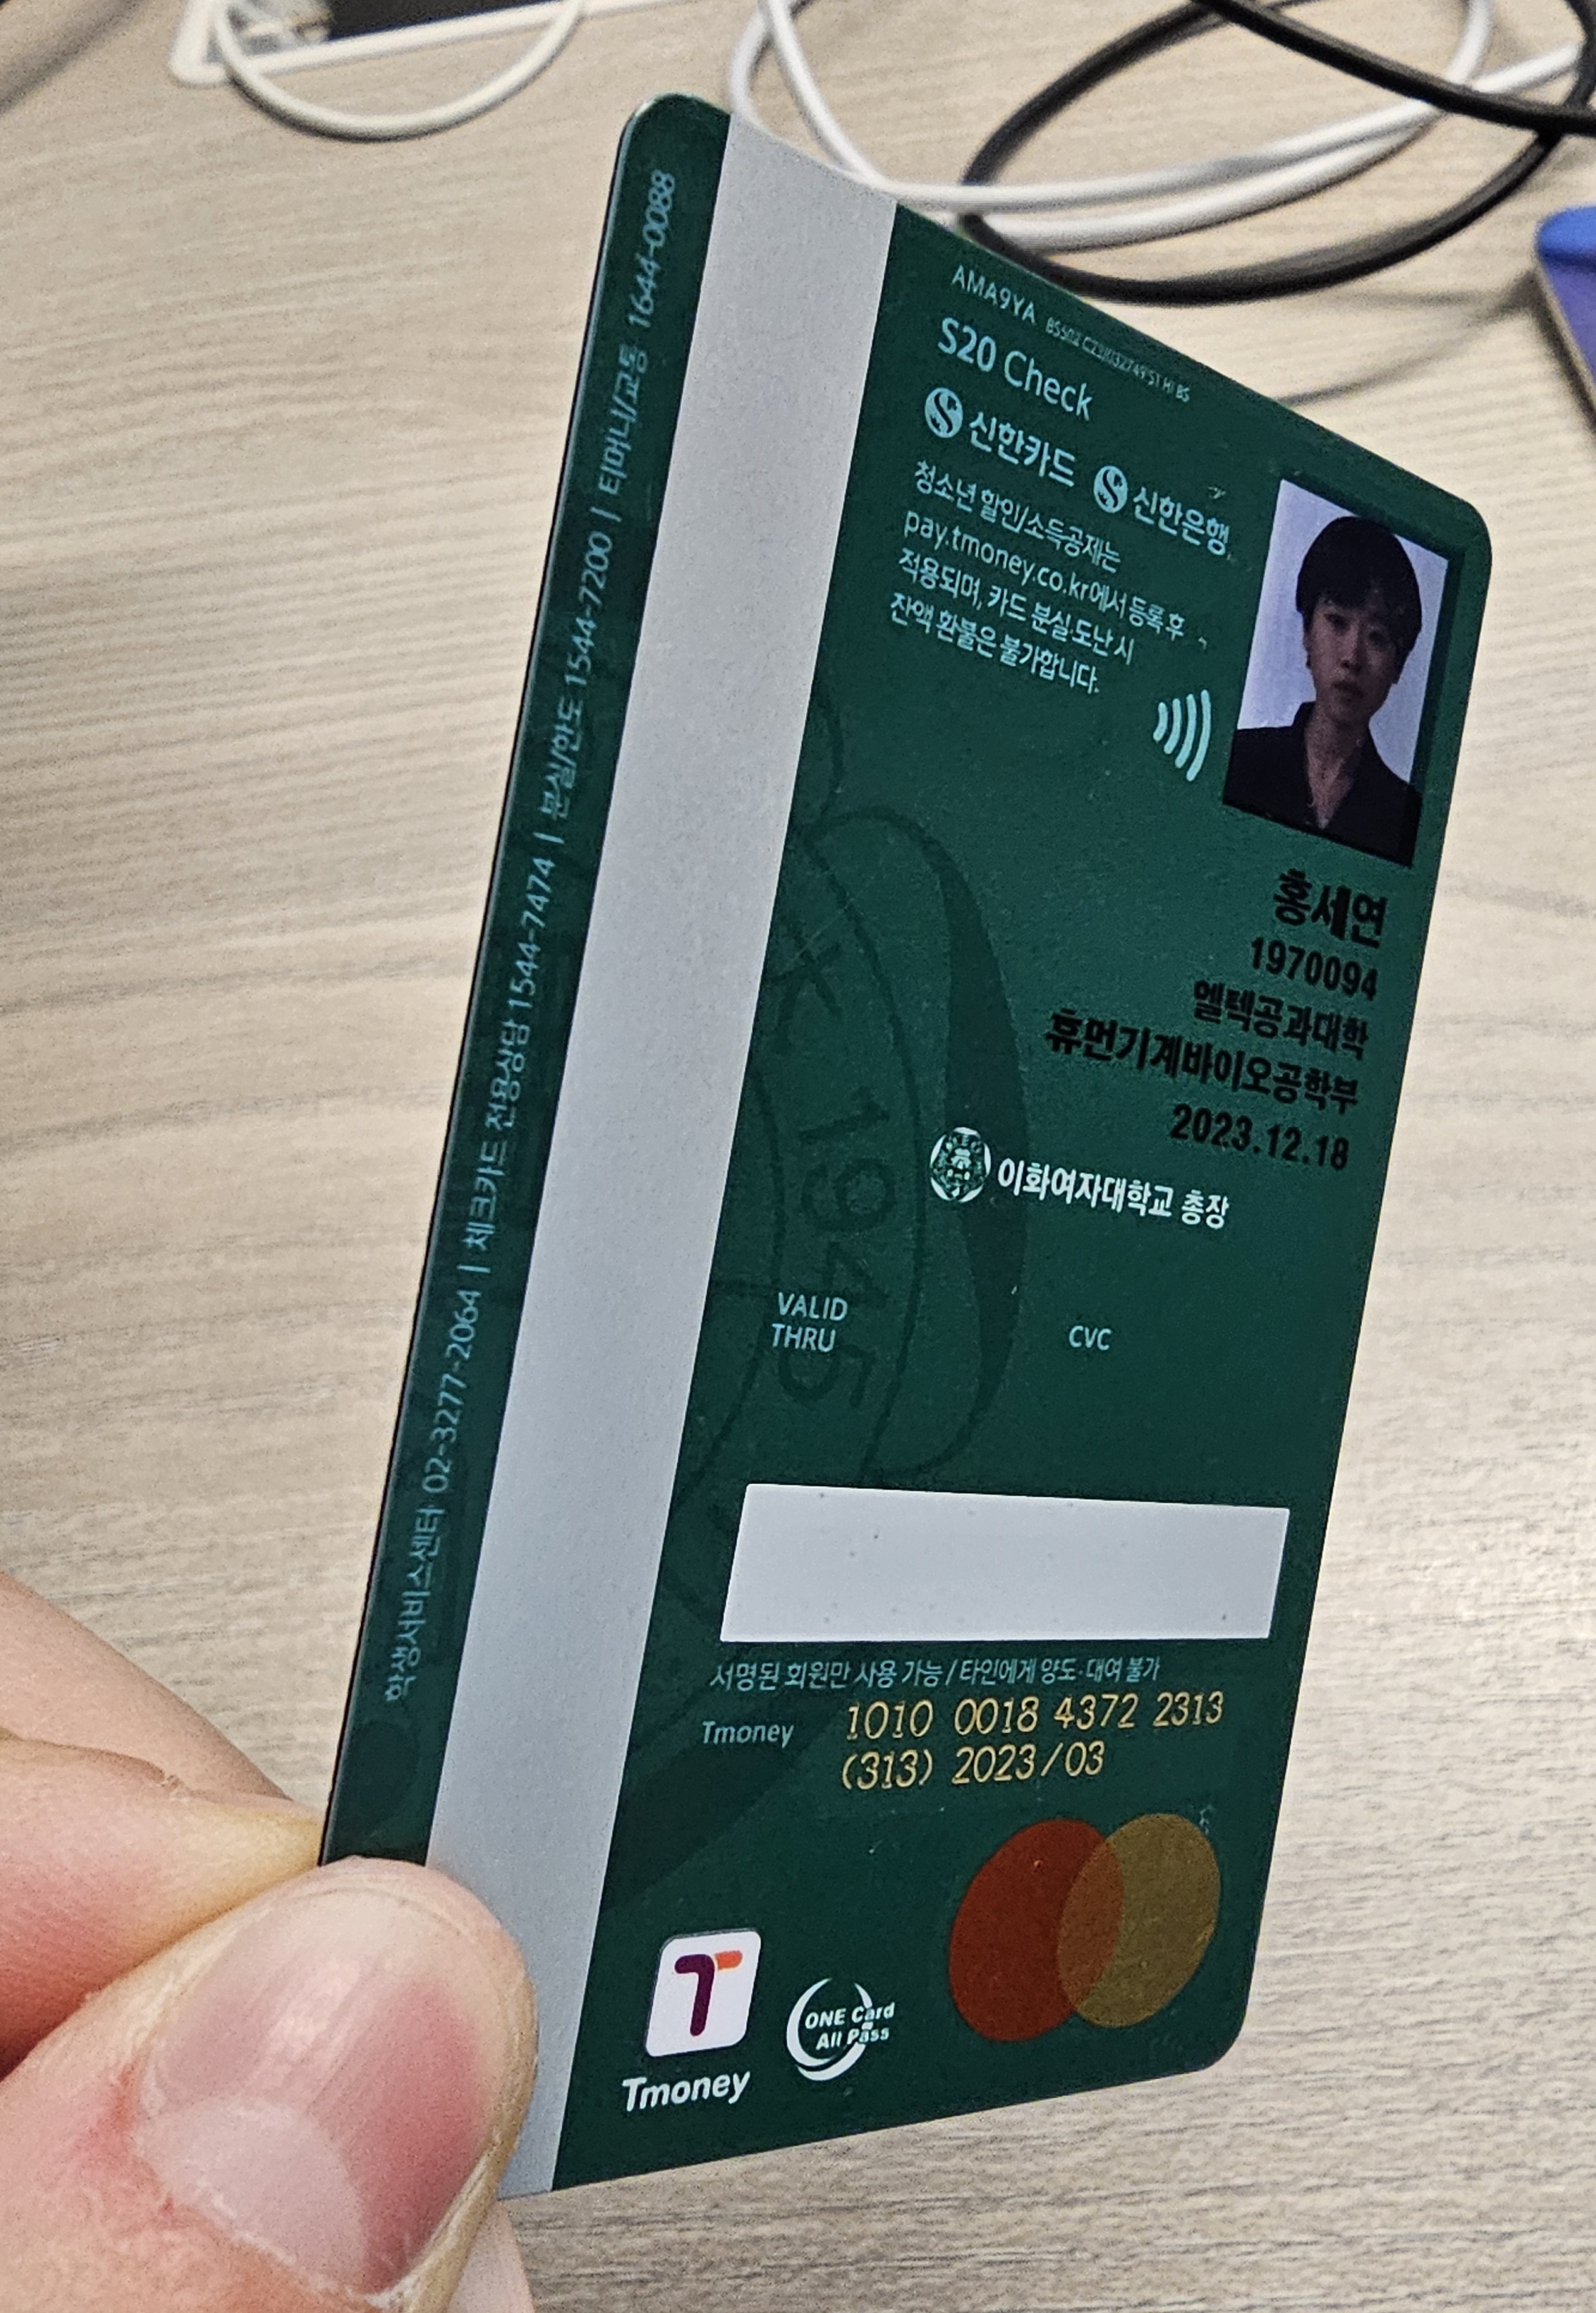 학생서비스센터 02-3277-2064 | 체크카드 전용상담 1544-7474 | 분실/한도 1544-7200 | 티머니/교통 1644-0088
AMA9YA
S20 Check
신한카드 신한은행
청소년 할인/소득공제는
pay.tmoney.co.kr에서 등록 후
적용되며, 카드 분실·도난 시
잔액 환불은 불가합니다.
홍세연
1970094
엘텍공과대학
휴먼기계바이오공학부
2023.12.18
이화여자대학교 총장
1945
VALID
THRU
CVC
서명된 회원만 사용 가능 / 타인에게 양도·대여 불가
Tmoney 1010 0018 4372 2313
(313) 2023/03
T
Tmoney
ONE Card
All Pass